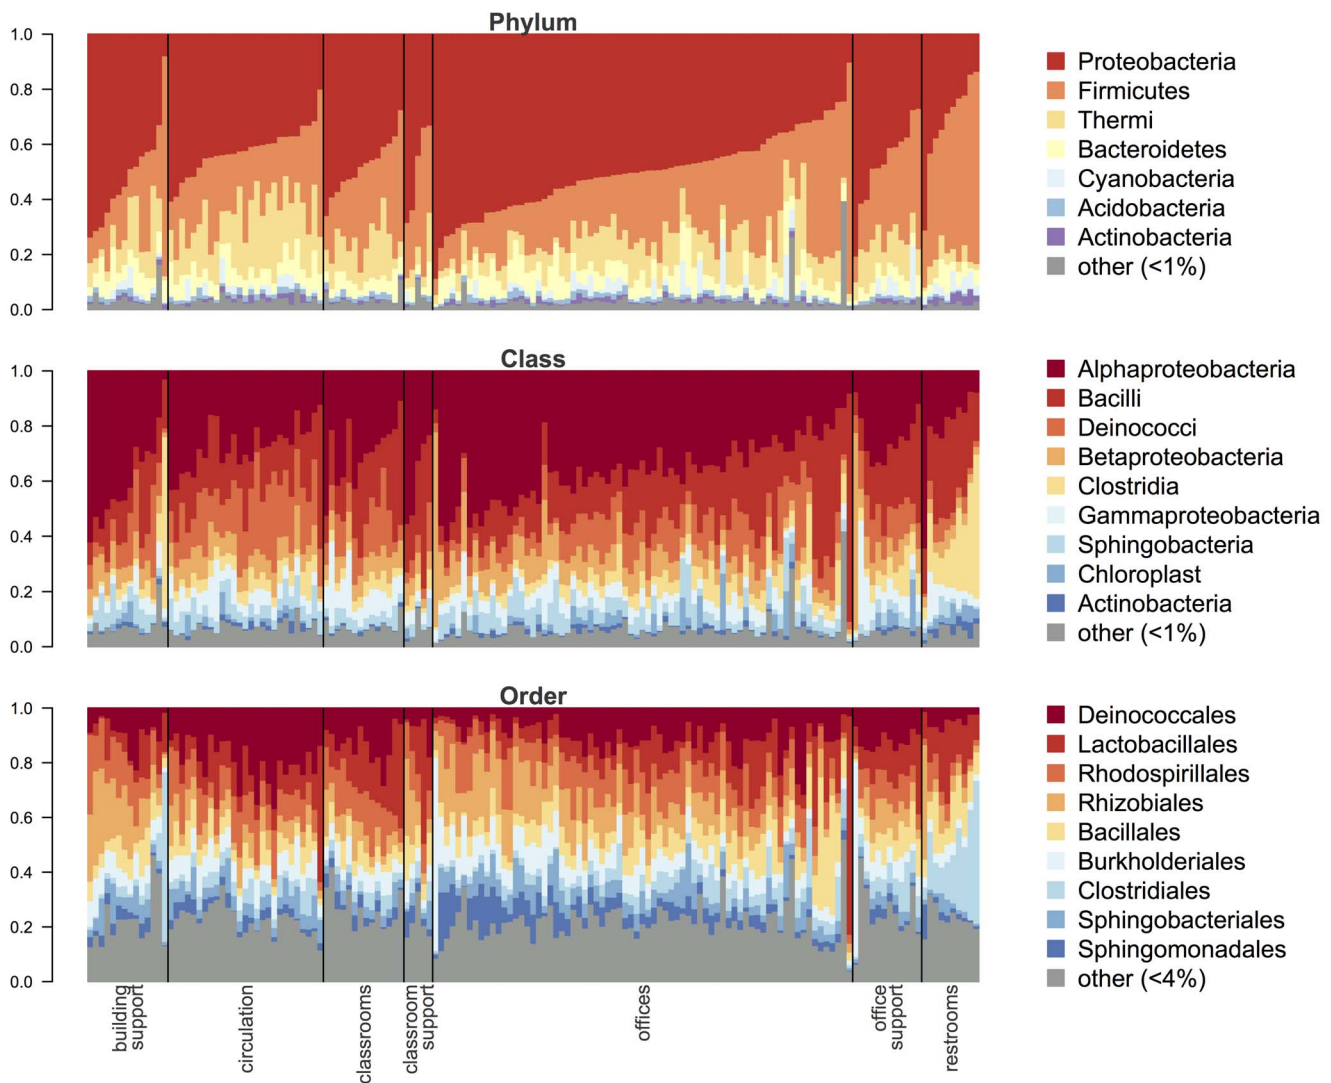 Phylum
1.0
0.8
0.6
0.4
0.2
0.0
Proteobacteria
Firmicutes
Thermi
Bacteroidetes
Cyanobacteria
Acidobacteria
Actinobacteria
other (<1%)
Class
1.0
0.8
0.6
0.4
0.2
0.0
Alphaproteobacteria
Bacilli
Deinococci
Betaproteobacteria
Clostridia
Gammaproteobacteria
Sphingobacteria
Chloroplast
Actinobacteria
other (<1%)
Order
1.0
0.8
0.6
0.4
0.2
0.0
Deinococcales
Lactobacillales
Rhodospirillales
Rhizobiales
Bacillales
Burkholderiales
Clostridiales
Sphingobacteriales
Sphingomonadales
other (<4%)
building
support
circulation
classrooms
classroom
support
offices
office
support
restrooms